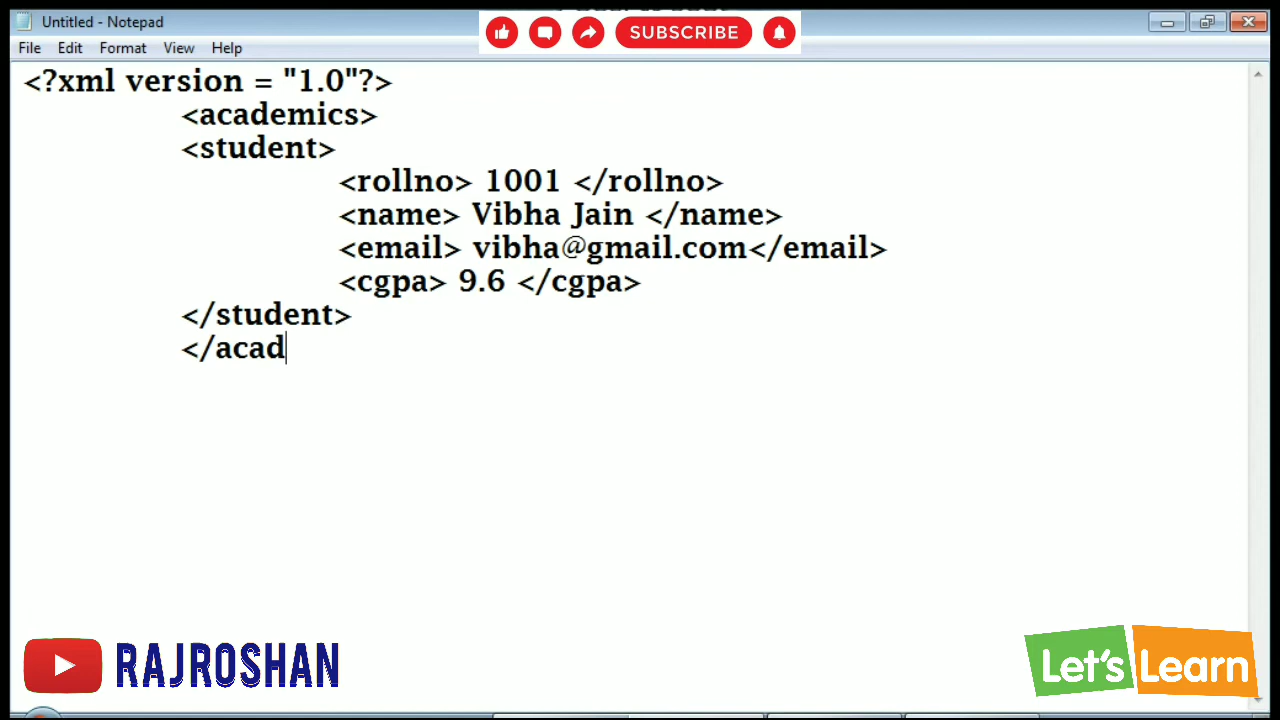 Untitled - Notepad
SUBSCRIBE
File Edit Format View Help
<?xml version = "1.0"?>
<academics>
<student>
<rollno> 1001 </rollno>
<name> Vibha Jain </name>
<email> vibha@gmail.com</email>
<cgpa> 9.6 </cgpa>
</student>
</acad
RAJROSHAN
Let's Learn